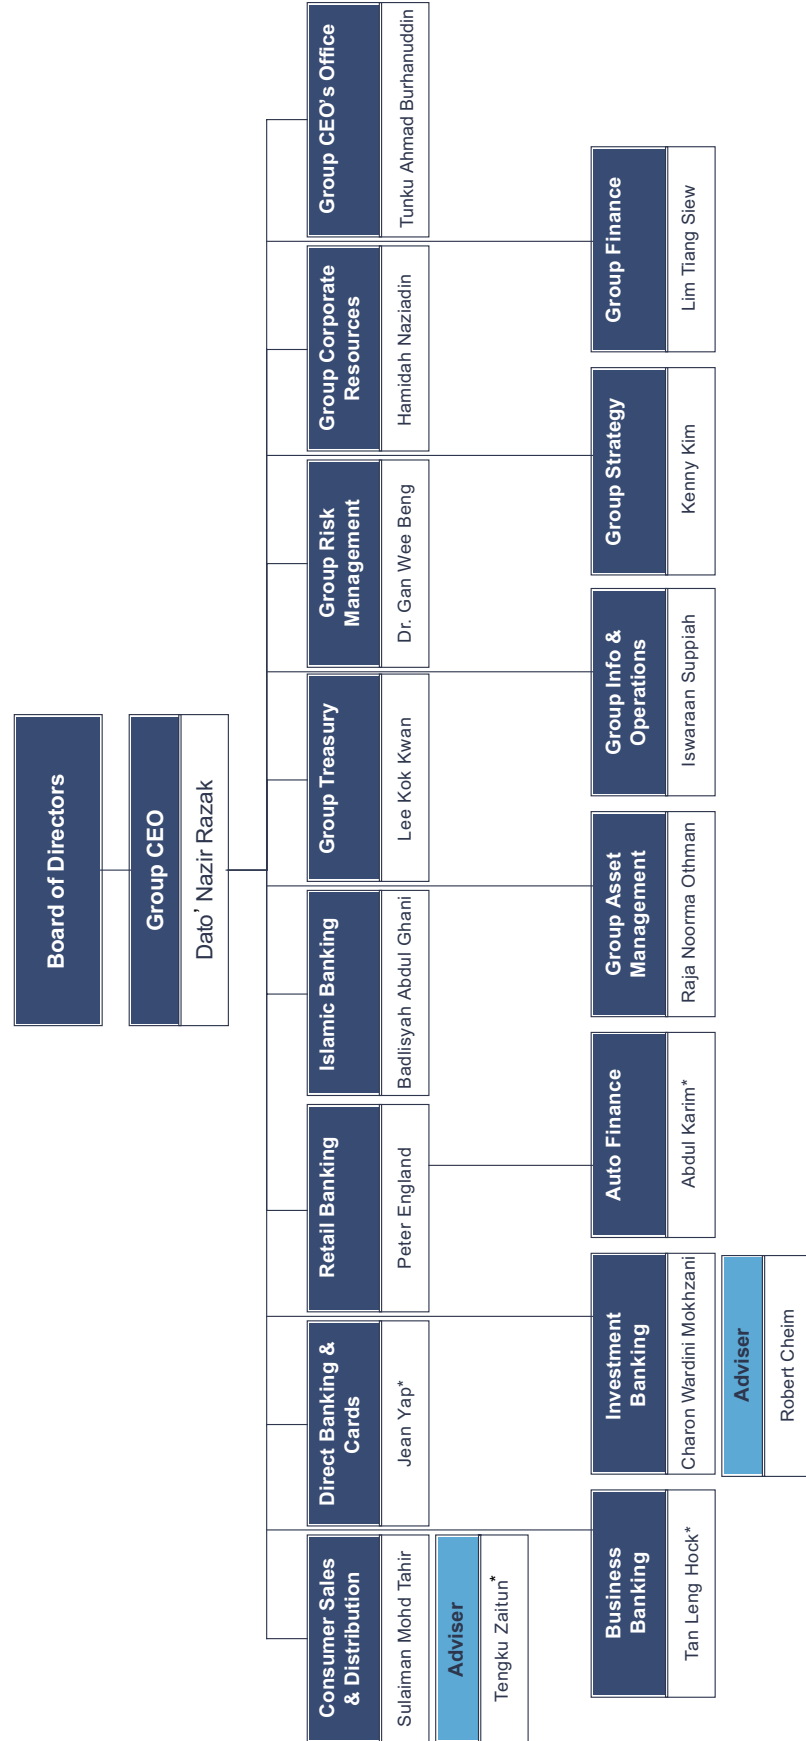 Board of Directors
Group CEO
Dato’ Nazir Razak
Consumer Sales
& Distribution
Sulaiman Mohd Tahir
Adviser
Tengku Zaitun*
Direct Banking &
Cards
Jean Yap*
Retail Banking
Peter England
Islamic Banking
Badlisyah Abdul Ghani
Group Treasury
Lee Kok Kwan
Group Risk
Management
Dr. Gan Wee Beng
Group Corporate
Resources
Hamidah Naziadin
Group CEO’s Office
Tunku Ahmad Burhanuddin
Business
Banking
Tan Leng Hock*
Investment
Banking
Charon Wardini Mokhzani
Adviser
Robert Cheim
Auto Finance
Abdul Karim*
Group Asset
Management
Raja Noorma Othman
Group Info &
Operations
Iswaraan Suppiah
Group Strategy
Kenny Kim
Group Finance
Lim Tiang Siew